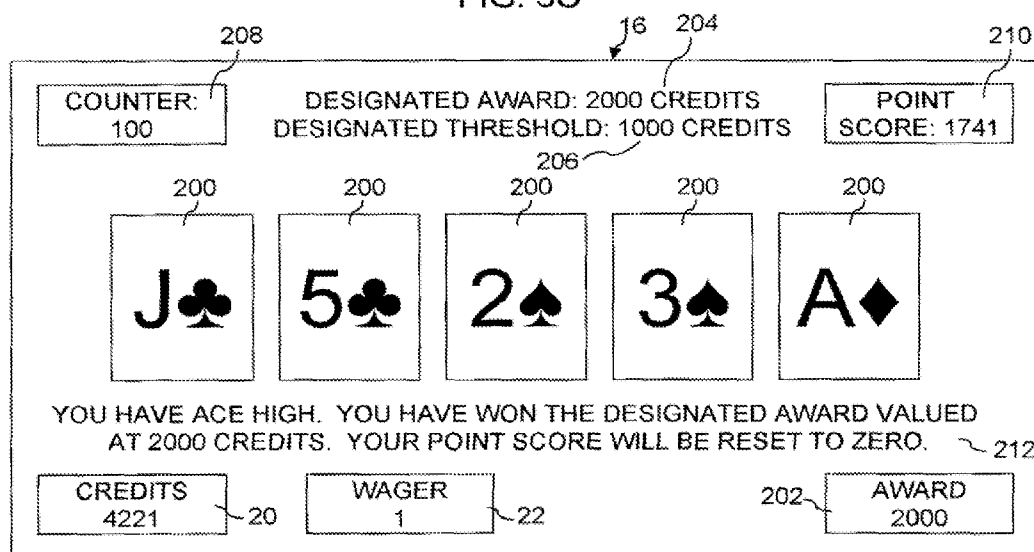 208
16
204
210
COUNTER:
100
DESIGNATED AWARD: 2000 CREDITS
DESIGNATED THRESHOLD: 1000 CREDITS
POINT
SCORE: 1741
206
200 200 200 200 200
J♣ 5♣ 2♠ 3♠ A♦
YOU HAVE ACE HIGH. YOU HAVE WON THE DESIGNATED AWARD VALUED
AT 2000 CREDITS. YOUR POINT SCORE WILL BE RESET TO ZERO.
212
CREDITS
4221
20
WAGER
1
22
202
AWARD
2000